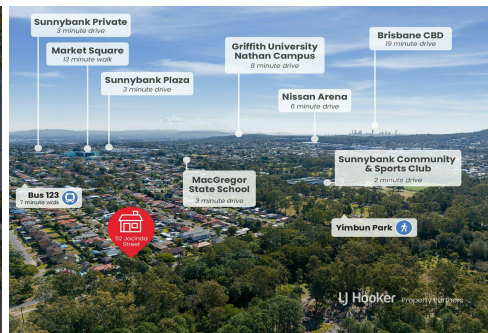 Sunnybank Private
3 minute drive
Market Square
13 minute walk
Sunnybank Plaza
3 minute drive
Griffith University
Nathan Campus
8 minute drive
Brisbane CBD
19 minute drive
Nissan Arena
6 minute drive
Sunnybank Community
& Sports Club
2 minute drive
MacGregor
State School
3 minute drive
Bus 123
7 minute walk
52 Jacinda
Street
Yimbun Park
LJ Hooker Property Partners